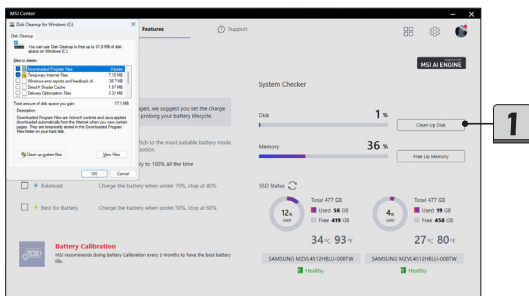 MSI Center
Disk Cleanup for Windows (C:)
Disk Cleanup
You can use Disk Cleanup to free up to 21.9 MB of disk
space on Windows (C:).
Files to delete:
Downloaded Program Files 0 bytes
Temporary Internet Files 7.18 MB
Windows error reports and feedback di...
DirectX Shader Cache
Delivery Optimization Files
Total amount of disk space you gain: 17.1 MB
Description
Downloaded Program Files are ActiveX controls and Java applets
downloaded automatically from the Internet when you view certain
pages. They are temporarily stored in the Downloaded Program
Files folder on your hard disk.
Clean up system files
View Files
OK
Cancel
Features
Support
POWERED BY
MSI AI ENGINE
ged, we suggest you set the charge
prolong your battery lifecycle.
itch to the most suitable battery mode
ry to 100% all the time
Balanced
Charge the battery when under 70%, stop at 80%.
Best for Battery
Charge the battery when under 50%, stop at 60%.
Battery Calibration
MSI recommends doing Battery Calibration every 3 months to have the best battery
life.
System Checker
Disk
1 %
Clean Up Disk
Memory
36 %
Free Up Memory
SSD Status
12%
Used
Total 477 GB
Used 58 GB
Free 419 GB
34°C 93°F
SAMSUNG MZVL4512HBLU-00BTW
Healthy
4%
Used
Total 477 GB
Used 19 GB
Free 458 GB
27°C 80°F
SAMSUNG MZVL4512HBLU-00BTW
Healthy
1